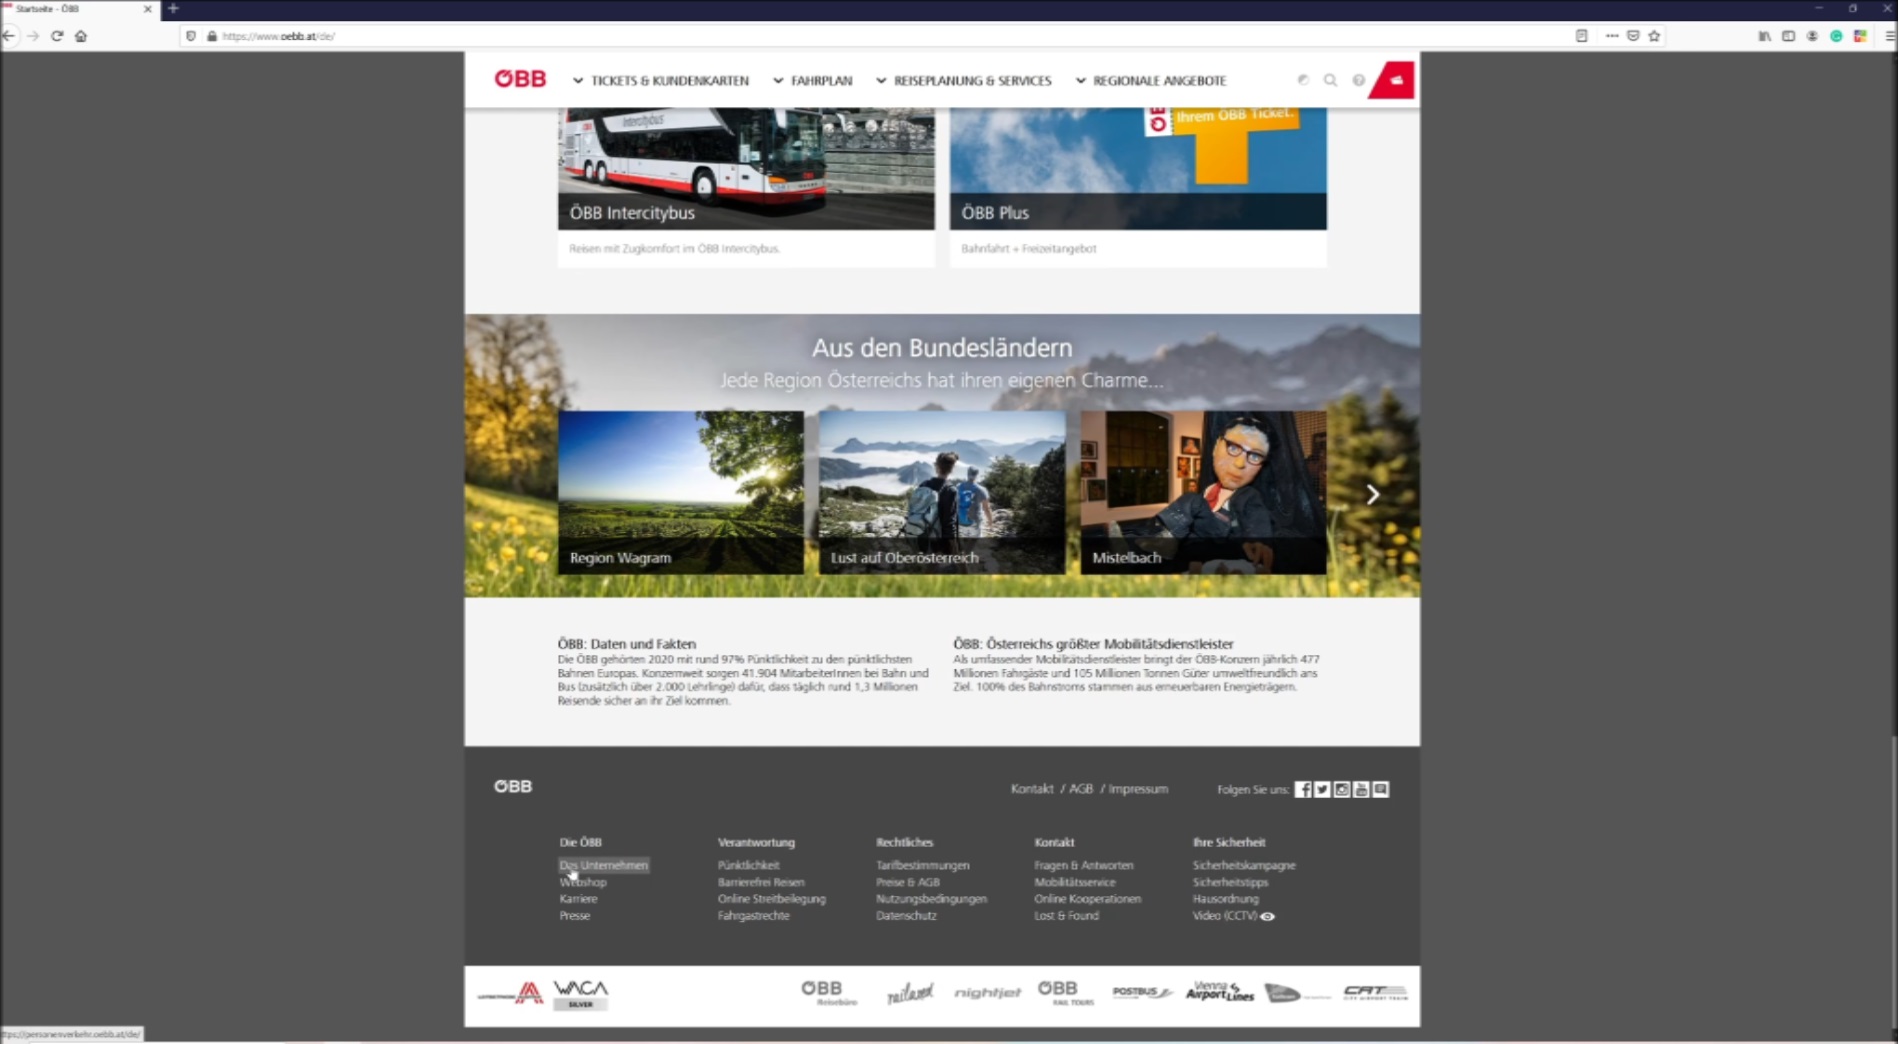 Startseite - ÖBB
https://www.oebb.at/de/
ÖBB
TICKETS & KUNDENKARTEN
FAHRPLAN
REISEPLANUNG & SERVICES
REGIONALE ANGEBOTE
Intercitybus
Ihrem ÖBB Ticket.
ÖBB Intercitybus
ÖBB Plus
Reisen mit Zugkomfort im ÖBB Intercitybus.
Bahnfahrt + Freizeitangebot
Aus den Bundesländern
Jede Region Österreichs hat ihren eigenen Charme...
Region Wagram
Lust auf Oberösterreich
Mistelbach
ÖBB: Daten und Fakten
Die ÖBB gehörten 2020 mit rund 97% Pünktlichkeit zu den pünktlichsten
Bahnen Europas. Konzernweit sorgen 41.904 MitarbeiterInnen bei Bahn und
Bus (zusätzlich über 2.000 Lehrlinge) dafür, dass täglich rund 1,3 Millionen
Reisende sicher an ihr Ziel kommen.
ÖBB: Österreichs größter Mobilitätsdienstleister
Als umfassender Mobilitätsdienstleister bringt der ÖBB-Konzern jährlich 477
Millionen Fahrgäste und 105 Millionen Tonnen Güter umweltfreundlich ans
Ziel. 100% des Bahnstroms stammen aus erneuerbaren Energieträgern.
ÖBB
Kontakt / AGB / Impressum
Folgen Sie uns:
Die ÖBB
Das Unternehmen
Webshop
Karriere
Presse
Verantwortung
Pünktlichkeit
Barrierefrei Reisen
Online Streitbeilegung
Fahrgastrechte
Rechtliches
Tarifbestimmungen
Preise & AGB
Nutzungsbedingungen
Datenschutz
Kontakt
Fragen & Antworten
Mobilitätsservice
Online Kooperationen
Lost & Found
Ihre Sicherheit
Sicherheitskampagne
Sicherheitstipps
Hausordnung
Video (CCTV)
WACA
SILVER
ÖBB
Reisebüro
railaxed
nightjet
ÖBB
RAIL TOURS
POSTBUS
Vienna
AirportLines
CAT
CITY AIRPORT TRAIN
ttps://personenverkehr.oebb.at/de/